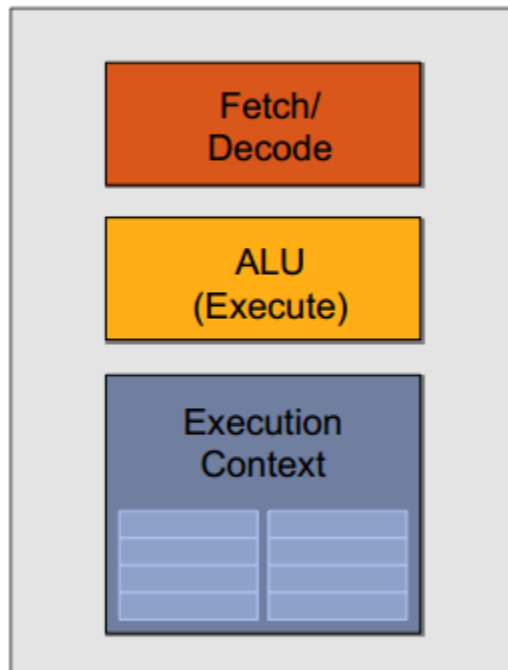 Fetch/
Decode
ALU
(Execute)
Execution
Context